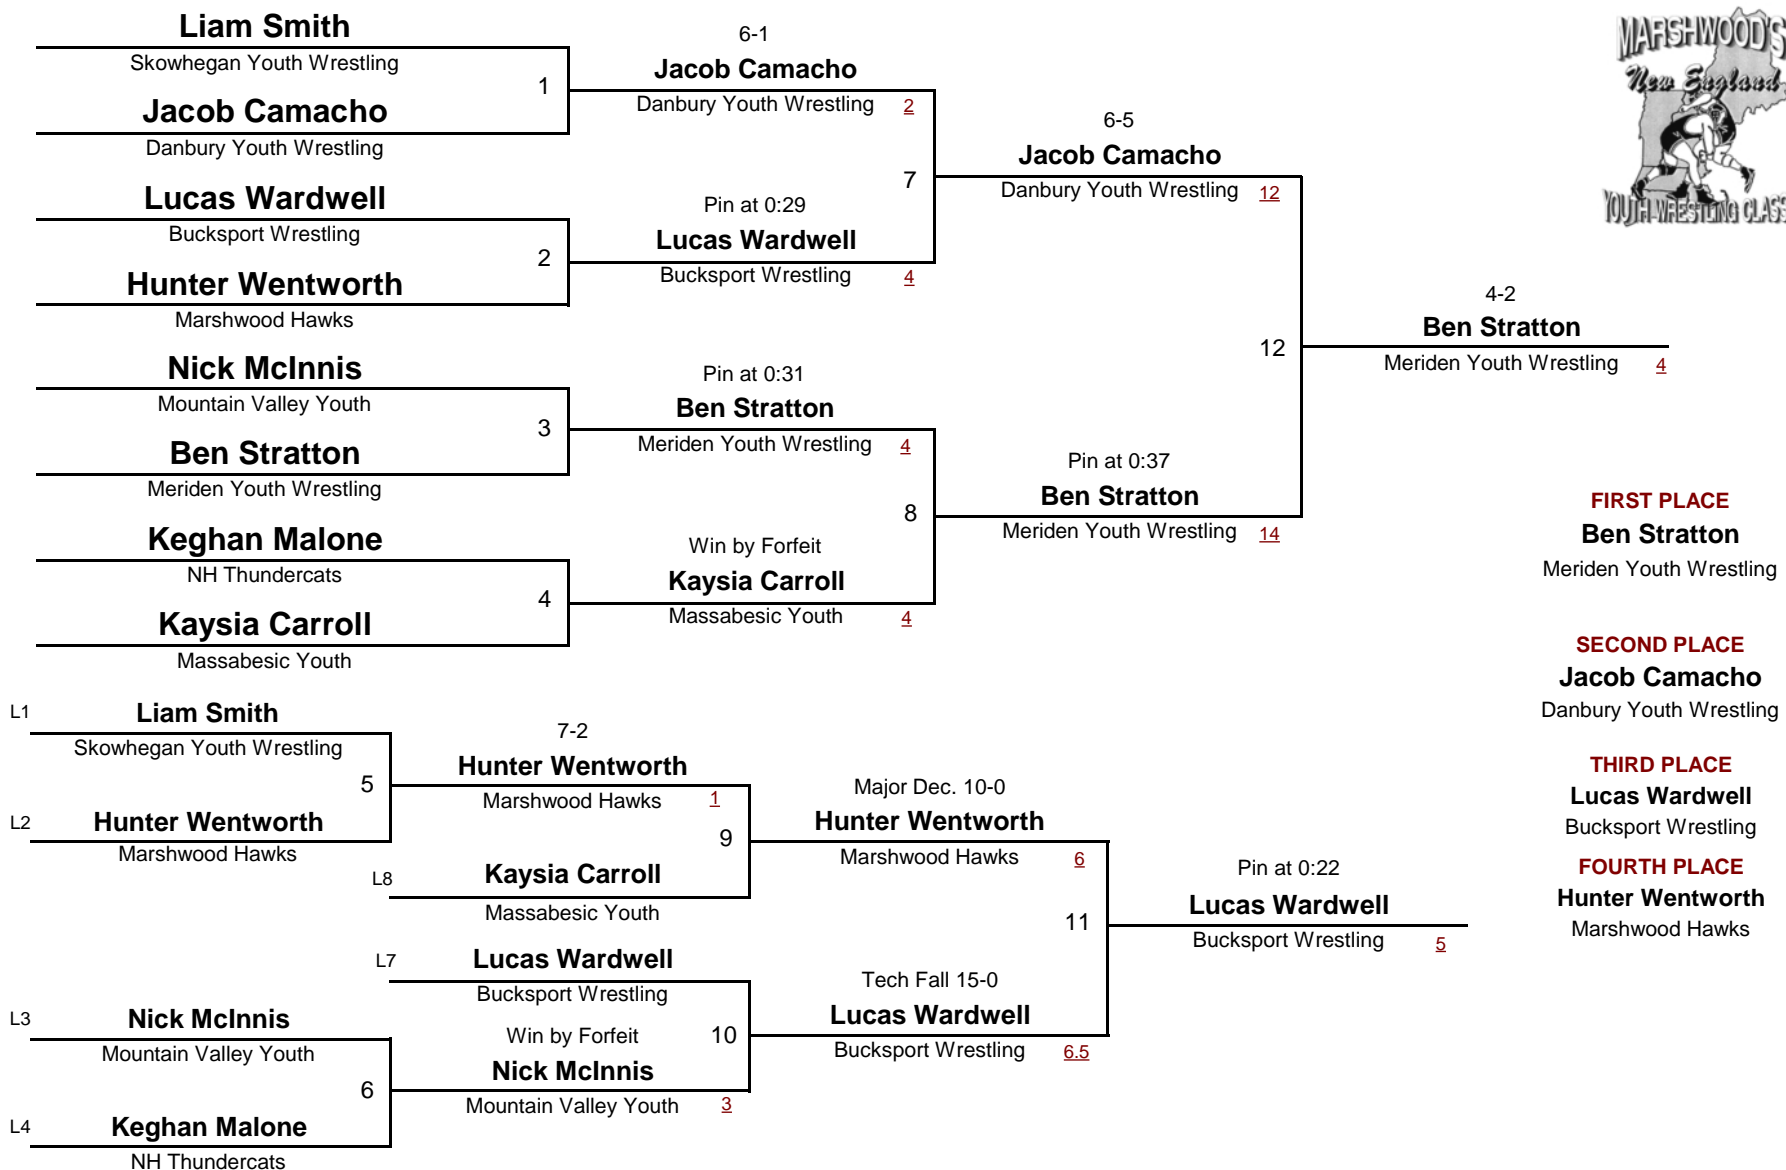 Liam Smith
Skowhegan Youth Wrestling
1
Jacob Camacho
Danbury Youth Wrestling
Lucas Wardwell
Bucksport Wrestling
2
Hunter Wentworth
Marshwood Hawks
Nick McInnis
Mountain Valley Youth
3
Ben Stratton
Meriden Youth Wrestling
Keghan Malone
NH Thundercats
4
Kaysia Carroll
Massabesic Youth
6-1
Jacob Camacho
Danbury Youth Wrestling 2
7
Pin at 0:29
Lucas Wardwell
Bucksport Wrestling 4
Pin at 0:31
Ben Stratton
Meriden Youth Wrestling 4
8
Win by Forfeit
Kaysia Carroll
Massabesic Youth 4
6-5
Jacob Camacho
Danbury Youth Wrestling 12
12
Pin at 0:37
Ben Stratton
Meriden Youth Wrestling 14
4-2
Ben Stratton
Meriden Youth Wrestling 4
MARSHWOOD'S
New England
YOUTH WRESTLING CLASS
FIRST PLACE
Ben Stratton
Meriden Youth Wrestling
SECOND PLACE
Jacob Camacho
Danbury Youth Wrestling
THIRD PLACE
Lucas Wardwell
Bucksport Wrestling
FOURTH PLACE
Hunter Wentworth
Marshwood Hawks
L1 Liam Smith
Skowhegan Youth Wrestling
5
L2 Hunter Wentworth
Marshwood Hawks
7-2
Hunter Wentworth
Marshwood Hawks 1
9
L8 Kaysia Carroll
Massabesic Youth
L7 Lucas Wardwell
Bucksport Wrestling
10
Win by Forfeit
Nick McInnis
Mountain Valley Youth 3
L3 Nick McInnis
Mountain Valley Youth
6
L4 Keghan Malone
NH Thundercats
Major Dec. 10-0
Hunter Wentworth
Marshwood Hawks 6
11
Tech Fall 15-0
Lucas Wardwell
Bucksport Wrestling 6.5
Pin at 0:22
Lucas Wardwell
Bucksport Wrestling 5